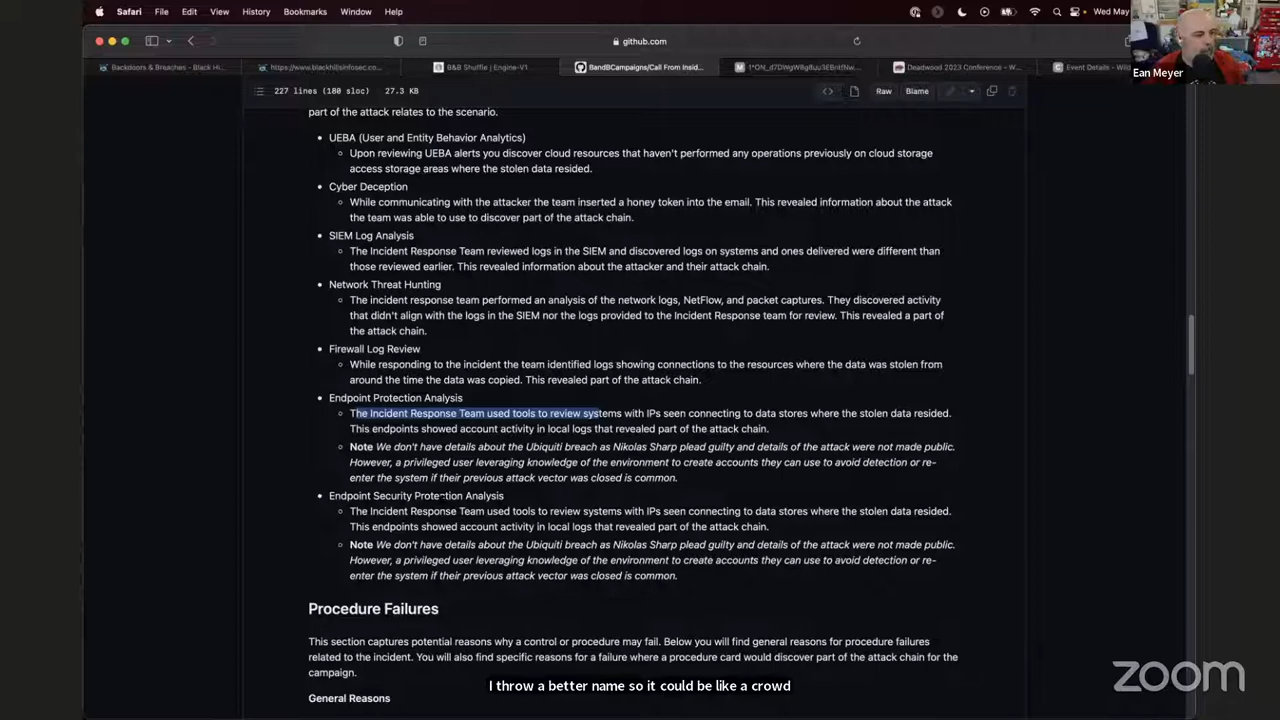 Safari File Edit View History Bookmarks Window Help Wed May
github.com
Backdoors & Breaches - Black Hi... https://www.blackhillsinfosec.co... B&B Shuffle | Engine-V1 BandBCampaigns/Call From Insid... Deadwood 2023 Conference - W... Event Details - Wild
Ean Meyer
227 lines (180 sloc) 27.3 KB Raw Blame
part of the attack relates to the scenario.
• UEBA (User and Entity Behavior Analytics)
Upon reviewing UEBA alerts you discover cloud resources that haven't performed any operations previously on cloud storage
access storage areas where the stolen data resided.
• Cyber Deception
While communicating with the attacker the team inserted a honey token into the email. This revealed information about the attack
the team was able to use to discover part of the attack chain.
• SIEM Log Analysis
The Incident Response Team reviewed logs in the SIEM and discovered logs on systems and ones delivered were different than
those reviewed earlier. This revealed information about the attacker and their attack chain.
• Network Threat Hunting
The incident response team performed an analysis of the network logs, NetFlow, and packet captures. They discovered activity
that didn't align with the logs in the SIEM nor the logs provided to the Incident Response team for review. This revealed a part of
the attack chain.
• Firewall Log Review
While responding to the incident the team identified logs showing connections to the resources where the data was stolen from
around the time the data was copied. This revealed part of the attack chain.
• Endpoint Protection Analysis
The Incident Response Team used tools to review systems with IPs seen connecting to data stores where the stolen data resided.
This endpoints showed account activity in local logs that revealed part of the attack chain.
Note We don't have details about the Ubiquiti breach as Nikolas Sharp plead guilty and details of the attack were not made public.
However, a privileged user leveraging knowledge of the environment to create accounts they can use to avoid detection or re-
enter the system if their previous attack vector was closed is common.
• Endpoint Security Protection Analysis
The Incident Response Team used tools to review systems with IPs seen connecting to data stores where the stolen data resided.
This endpoints showed account activity in local logs that revealed part of the attack chain.
Note We don't have details about the Ubiquiti breach as Nikolas Sharp plead guilty and details of the attack were not made public.
However, a privileged user leveraging knowledge of the environment to create accounts they can use to avoid detection or re-
enter the system if their previous attack vector was closed is common.
Procedure Failures
This section captures potential reasons why a control or procedure may fail. Below you will find general reasons for procedure failures
related to the incident. You will also find specific reasons for a failure where a procedure card would discover part of the attack chain for the
campaign.
General Reasons
I throw a better name so it could be like a crowd
zoom